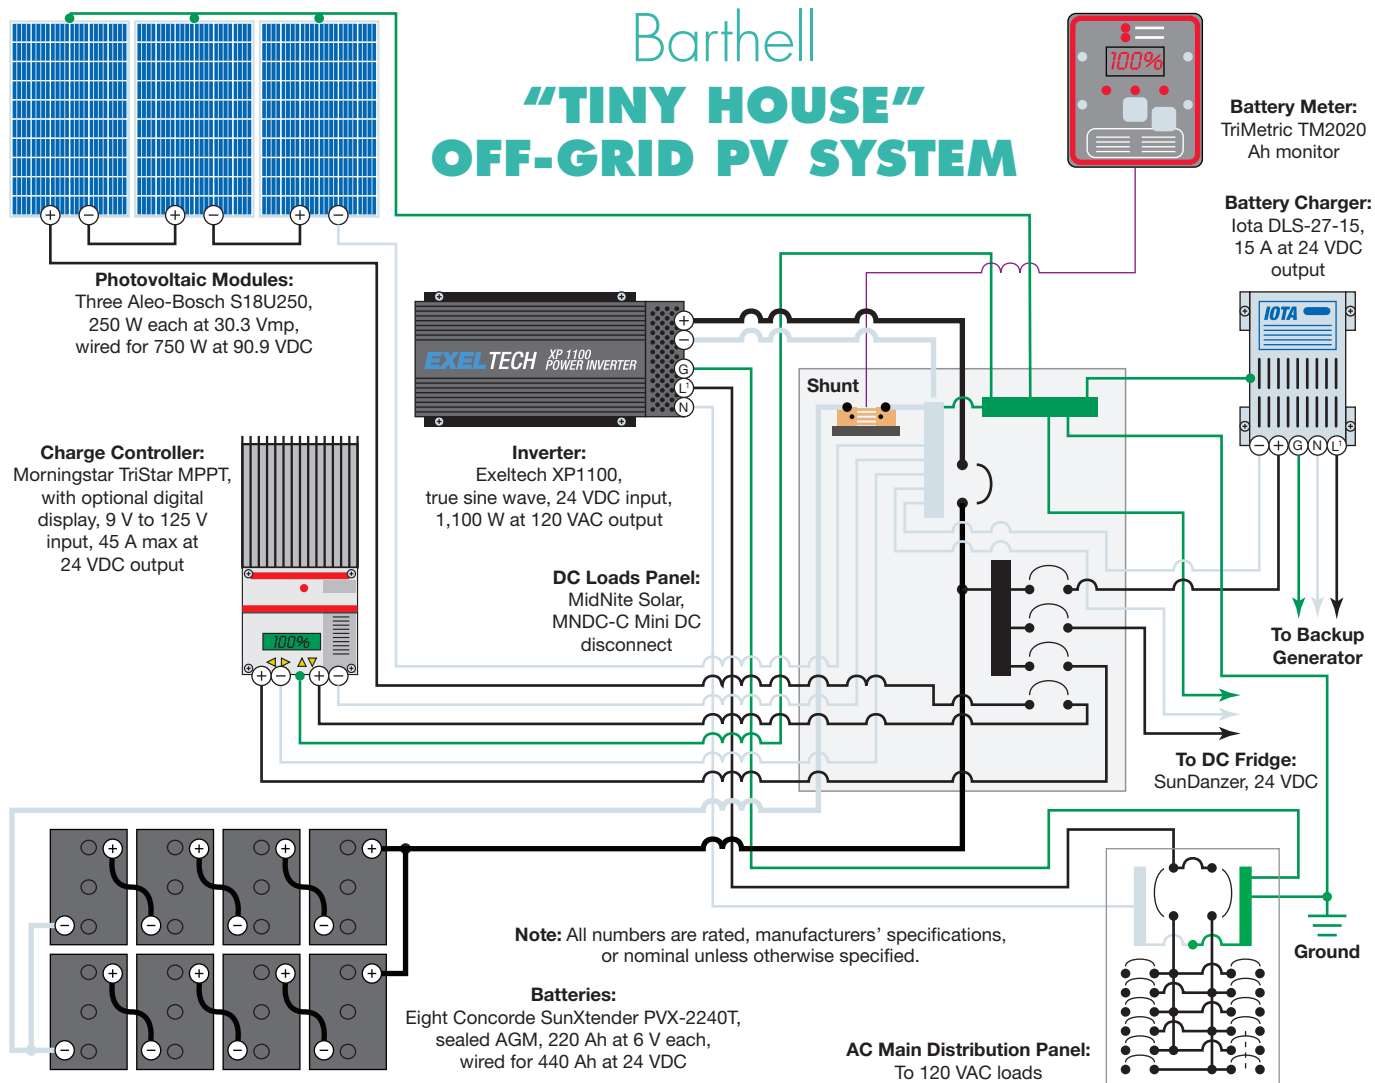 Barthell
“TINY HOUSE”
OFF-GRID PV SYSTEM
100%
Battery Meter:
TriMetric TM2020
Ah monitor
Battery Charger:
Iota DLS-27-15,
15 A at 24 VDC
output
+ − + − + −
Photovoltaic Modules:
Three Aleo-Bosch S18U250,
250 W each at 30.3 Vmp,
wired for 750 W at 90.9 VDC
EXELTECH XP 1100
POWER INVERTER
+
−
G
L1
N
IOTA
− + G N L1
Shunt
Charge Controller:
Morningstar TriStar MPPT,
with optional digital
display, 9 V to 125 V
input, 45 A max at
24 VDC output
Inverter:
Exeltech XP1100,
true sine wave, 24 VDC input,
1,100 W at 120 VAC output
DC Loads Panel:
MidNite Solar,
MNDC-C Mini DC
disconnect
100%
+ − + −
To Backup
Generator
To DC Fridge:
SunDanzer, 24 VDC
+ + + +
− − − −
+ + + +
− − − −
Ground
Note: All numbers are rated, manufacturers’ specifications,
or nominal unless otherwise specified.
Batteries:
Eight Concorde SunXtender PVX-2240T,
sealed AGM, 220 Ah at 6 V each,
wired for 440 Ah at 24 VDC
AC Main Distribution Panel:
To 120 VAC loads